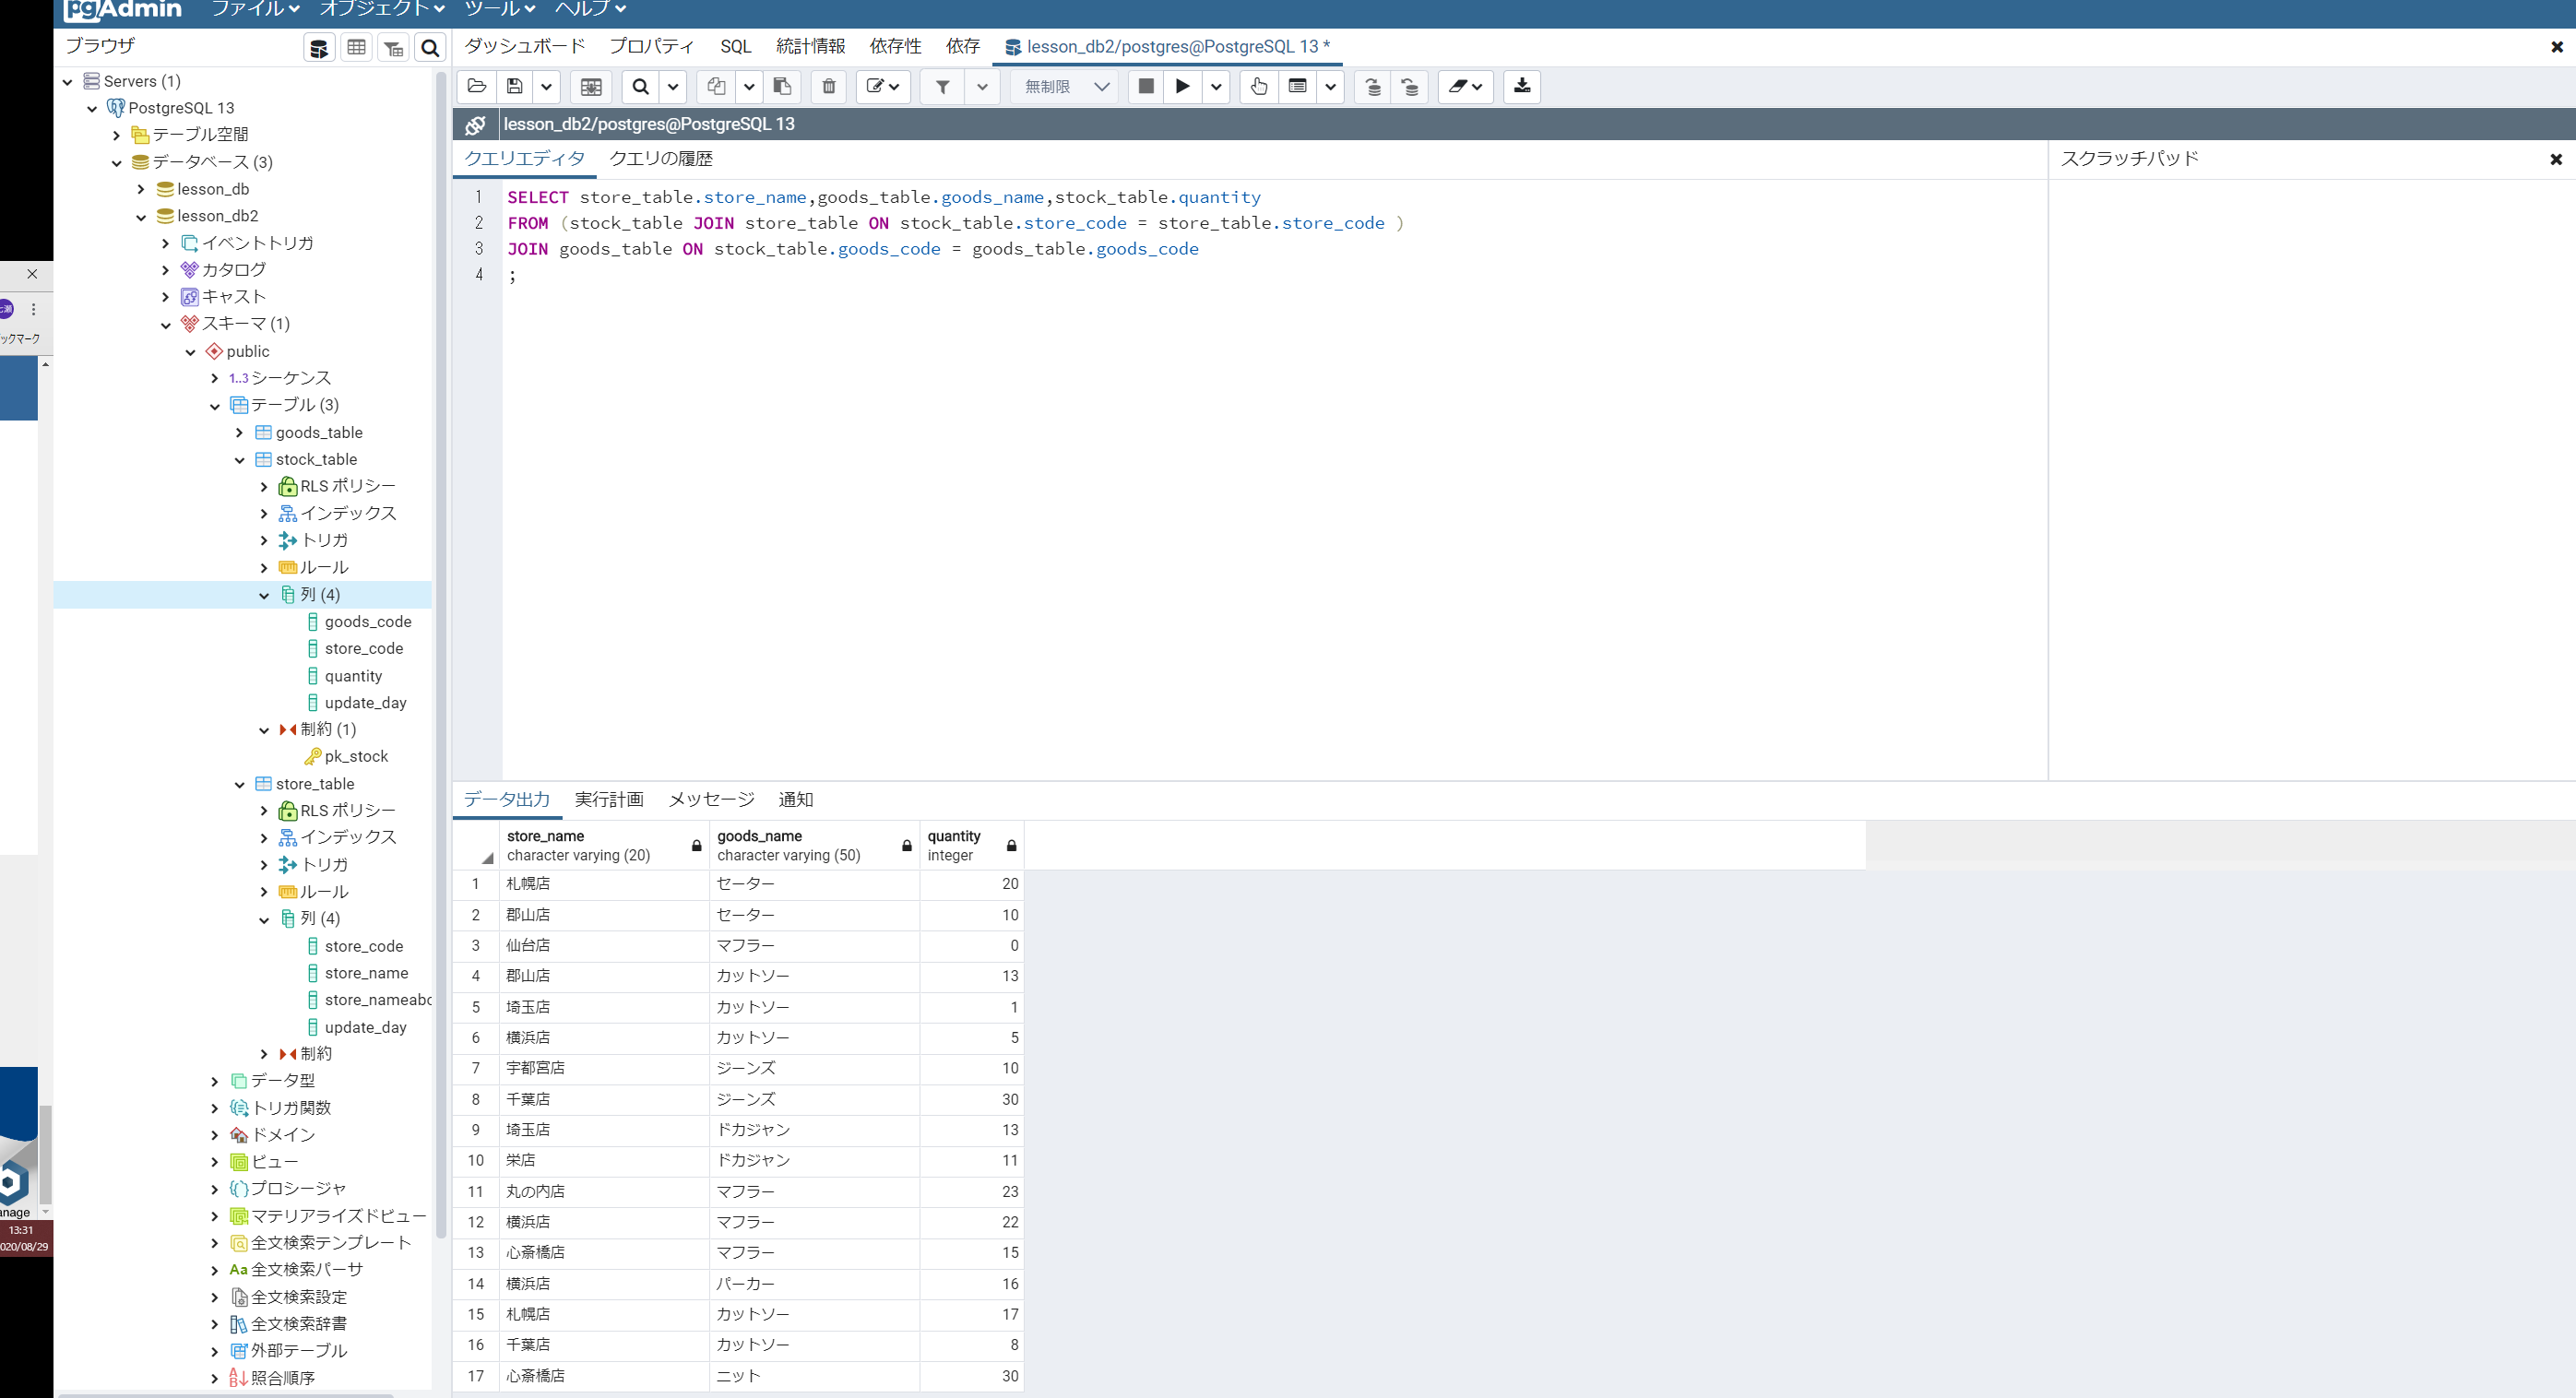 pgAdmin ファイル オブジェクト ツール ヘルプ
ブラウザ
ダッシュボード プロパティ SQL 統計情報 依存性 依存 lesson_db2/postgres@PostgreSQL 13 *
無制限
Servers (1)
PostgreSQL 13
テーブル空間
データベース (3)
lesson_db
lesson_db2
イベントトリガ
カタログ
キャスト
スキーマ (1)
public
1..3 シーケンス
テーブル (3)
goods_table
stock_table
RLS ポリシー
インデックス
トリガ
ルール
列 (4)
goods_code
store_code
quantity
update_day
制約 (1)
pk_stock
store_table
RLS ポリシー
インデックス
トリガ
ルール
列 (4)
store_code
store_name
store_nameabc
update_day
制約
データ型
トリガ関数
ドメイン
ビュー
プロシージャ
マテリアライズドビュー
全文検索テンプレート
Aa 全文検索パーサ
全文検索設定
全文検索辞書
外部テーブル
照合順序
ックマーク
anage
13:31
020/08/29
lesson_db2/postgres@PostgreSQL 13
クエリエディタ クエリの履歴
スクラッチパッド
1 SELECT store_table.store_name,goods_table.goods_name,stock_table.quantity
2 FROM (stock_table JOIN store_table ON stock_table.store_code = store_table.store_code )
3 JOIN goods_table ON stock_table.goods_code = goods_table.goods_code
4 ;
データ出力 実行計画 メッセージ 通知
store_name goods_name quantity
character varying (20) character varying (50) integer
1 札幌店 セーター 20
2 郡山店 セーター 10
3 仙台店 マフラー 0
4 郡山店 カットソー 13
5 埼玉店 カットソー 1
6 横浜店 カットソー 5
7 宇都宮店 ジーンズ 10
8 千葉店 ジーンズ 30
9 埼玉店 ドカジャン 13
10 栄店 ドカジャン 11
11 丸の内店 マフラー 23
12 横浜店 マフラー 22
13 心斎橋店 マフラー 15
14 横浜店 パーカー 16
15 札幌店 カットソー 17
16 千葉店 カットソー 8
17 心斎橋店 ニット 30